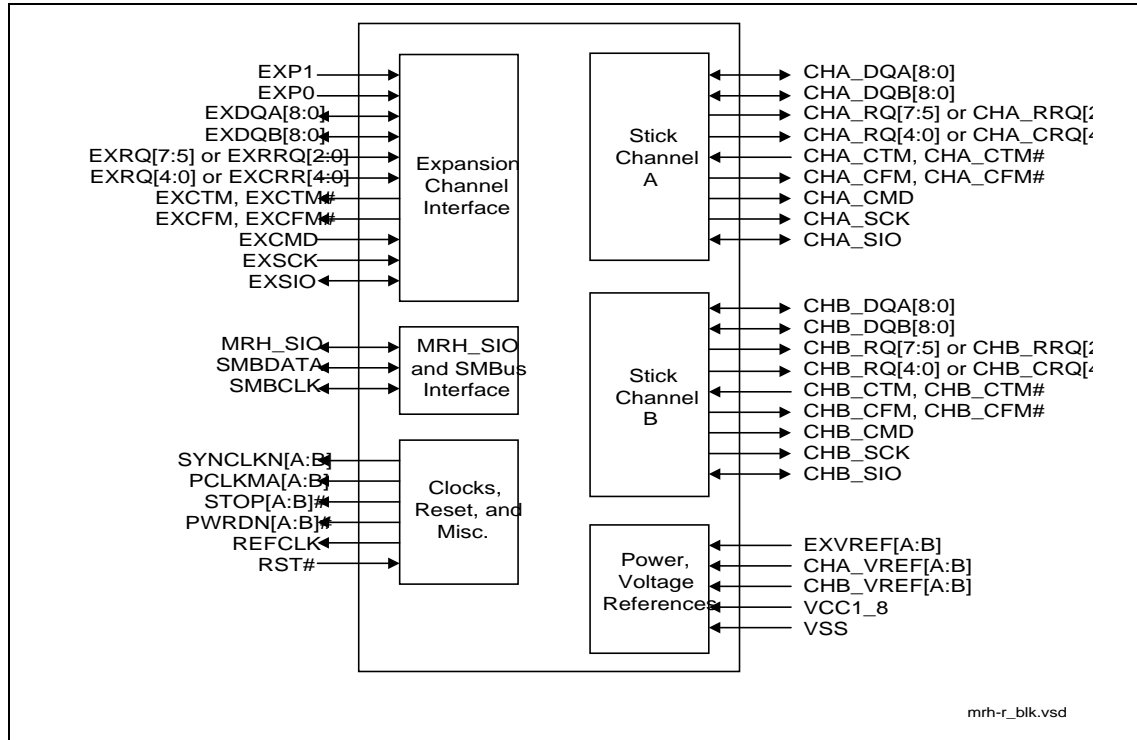 EXP1
EXP0
EXDQA[8:0]
EXDQB[8:0]
EXRQ[7:5] or EXRRQ[2:0]
EXRQ[4:0] or EXCRR[4:0]
EXCTM, EXCTM#
EXCFM, EXCFM#
EXCMD
EXSCK
EXSIO
Expansion
Channel
Interface
MRH_SIO
SMBDATA
SMBCLK
MRH_SIO
and SMBus
Interface
SYNCLKN[A:B]
PCLKMA[A:B]
STOP[A:B]#
PWRDN[A:B]#
REFCLK
RST#
Clocks,
Reset, and
Misc.
Stick
Channel
A
CHA_DQA[8:0]
CHA_DQB[8:0]
CHA_RQ[7:5] or CHA_RRQ[2
CHA_RQ[4:0] or CHA_CRQ[4
CHA_CTM, CHA_CTM#
CHA_CFM, CHA_CFM#
CHA_CMD
CHA_SCK
CHA_SIO
Stick
Channel
B
CHB_DQA[8:0]
CHB_DQB[8:0]
CHB_RQ[7:5] or CHB_RRQ[2
CHB_RQ[4:0] or CHB_CRQ[4
CHB_CTM, CHB_CTM#
CHB_CFM, CHB_CFM#
CHB_CMD
CHB_SCK
CHB_SIO
Power,
Voltage
References
EXVREF[A:B]
CHA_VREF[A:B]
CHB_VREF[A:B]
VCC1_8
VSS
mrh-r_blk.vsd